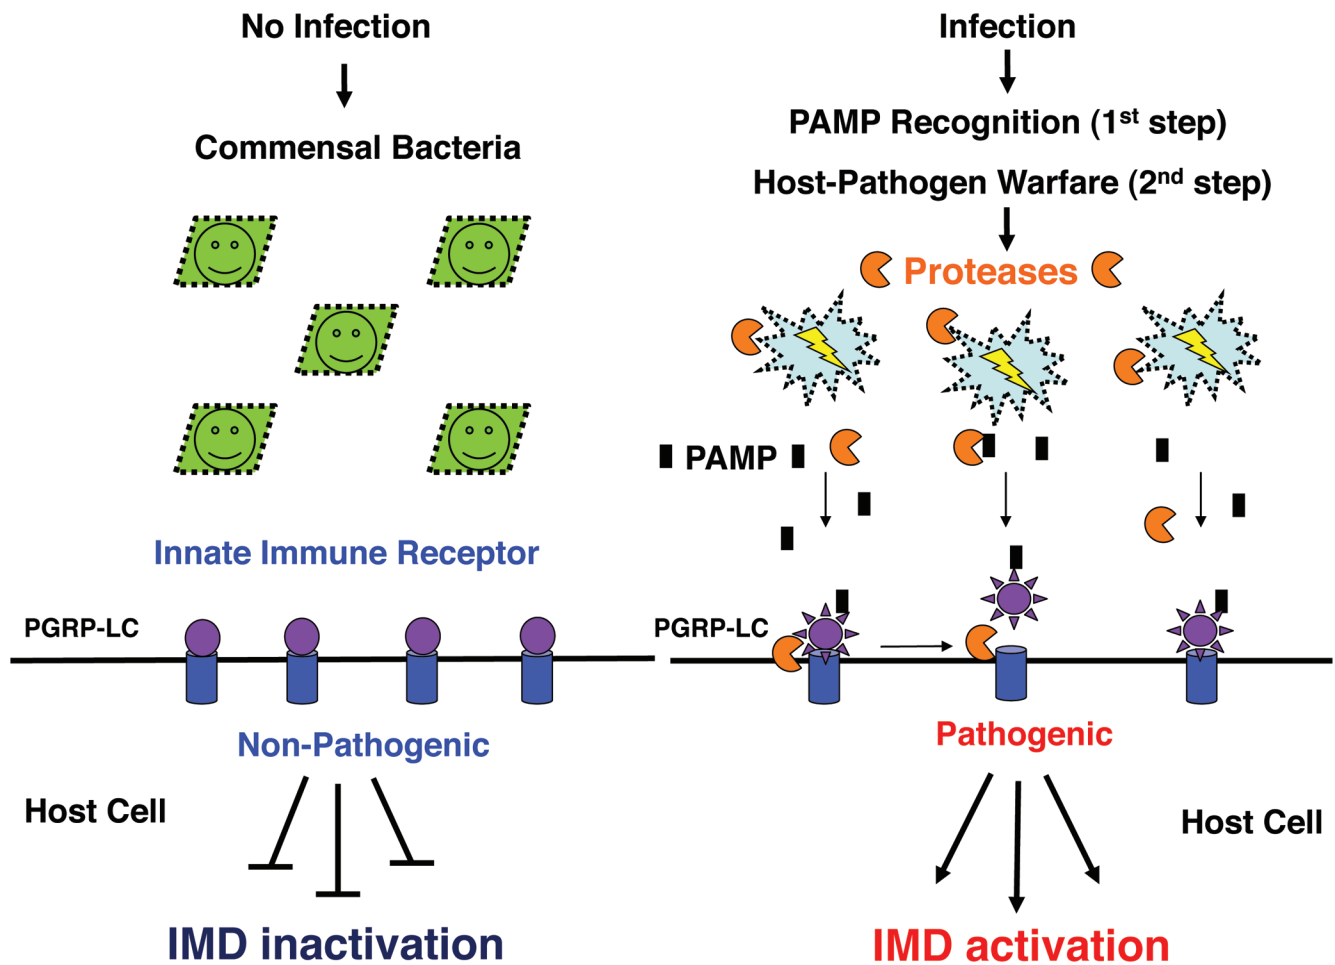 No Infection
Commensal Bacteria
Innate Immune Receptor
PGRP-LC
Non-Pathogenic
Host Cell
IMD inactivation
Infection
PAMP Recognition (1st step)
Host-Pathogen Warfare (2nd step)
Proteases
PAMP
PGRP-LC
Pathogenic
Host Cell
IMD activation